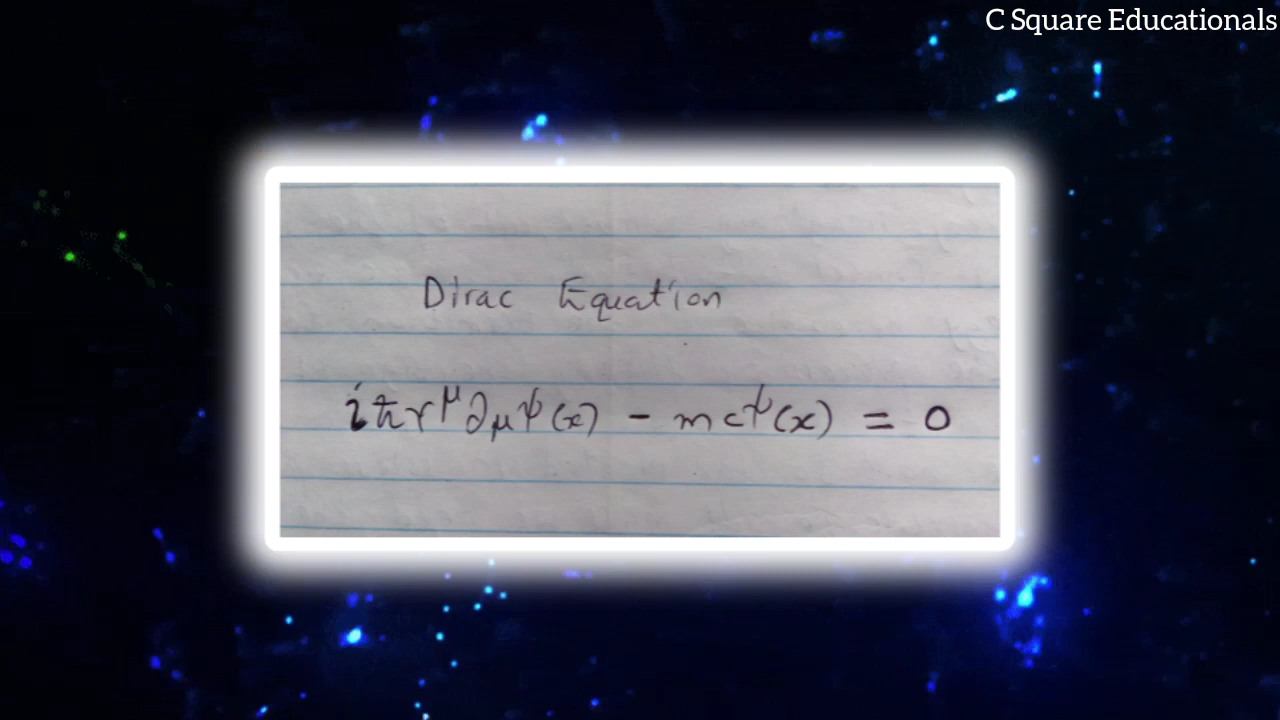 C Square Educationals
Dirac Equation
iħγ^μ∂_μψ(x) - mcψ(x) = 0